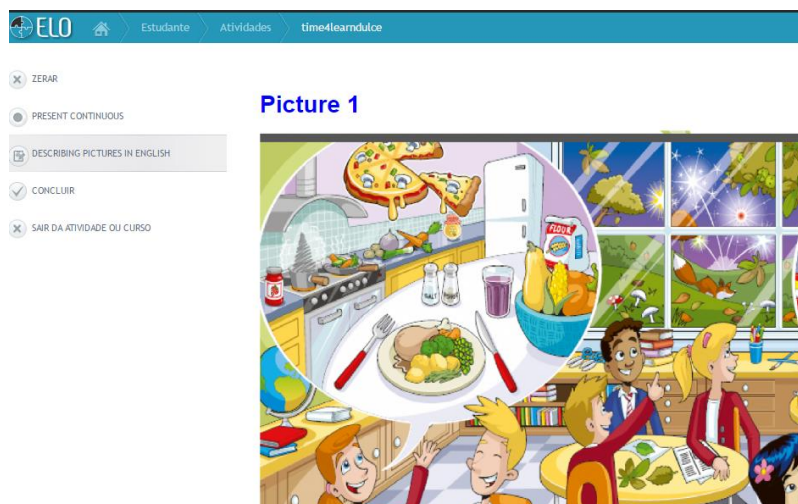 ELO Estudante Atividades time4learndulce
ZERAR
PRESENT CONTINUOUS
DESCRIBING PICTURES IN ENGLISH
CONCLUIR
SAIR DA ATIVIDADE OU CURSO
Picture 1
FLOUR
SALT